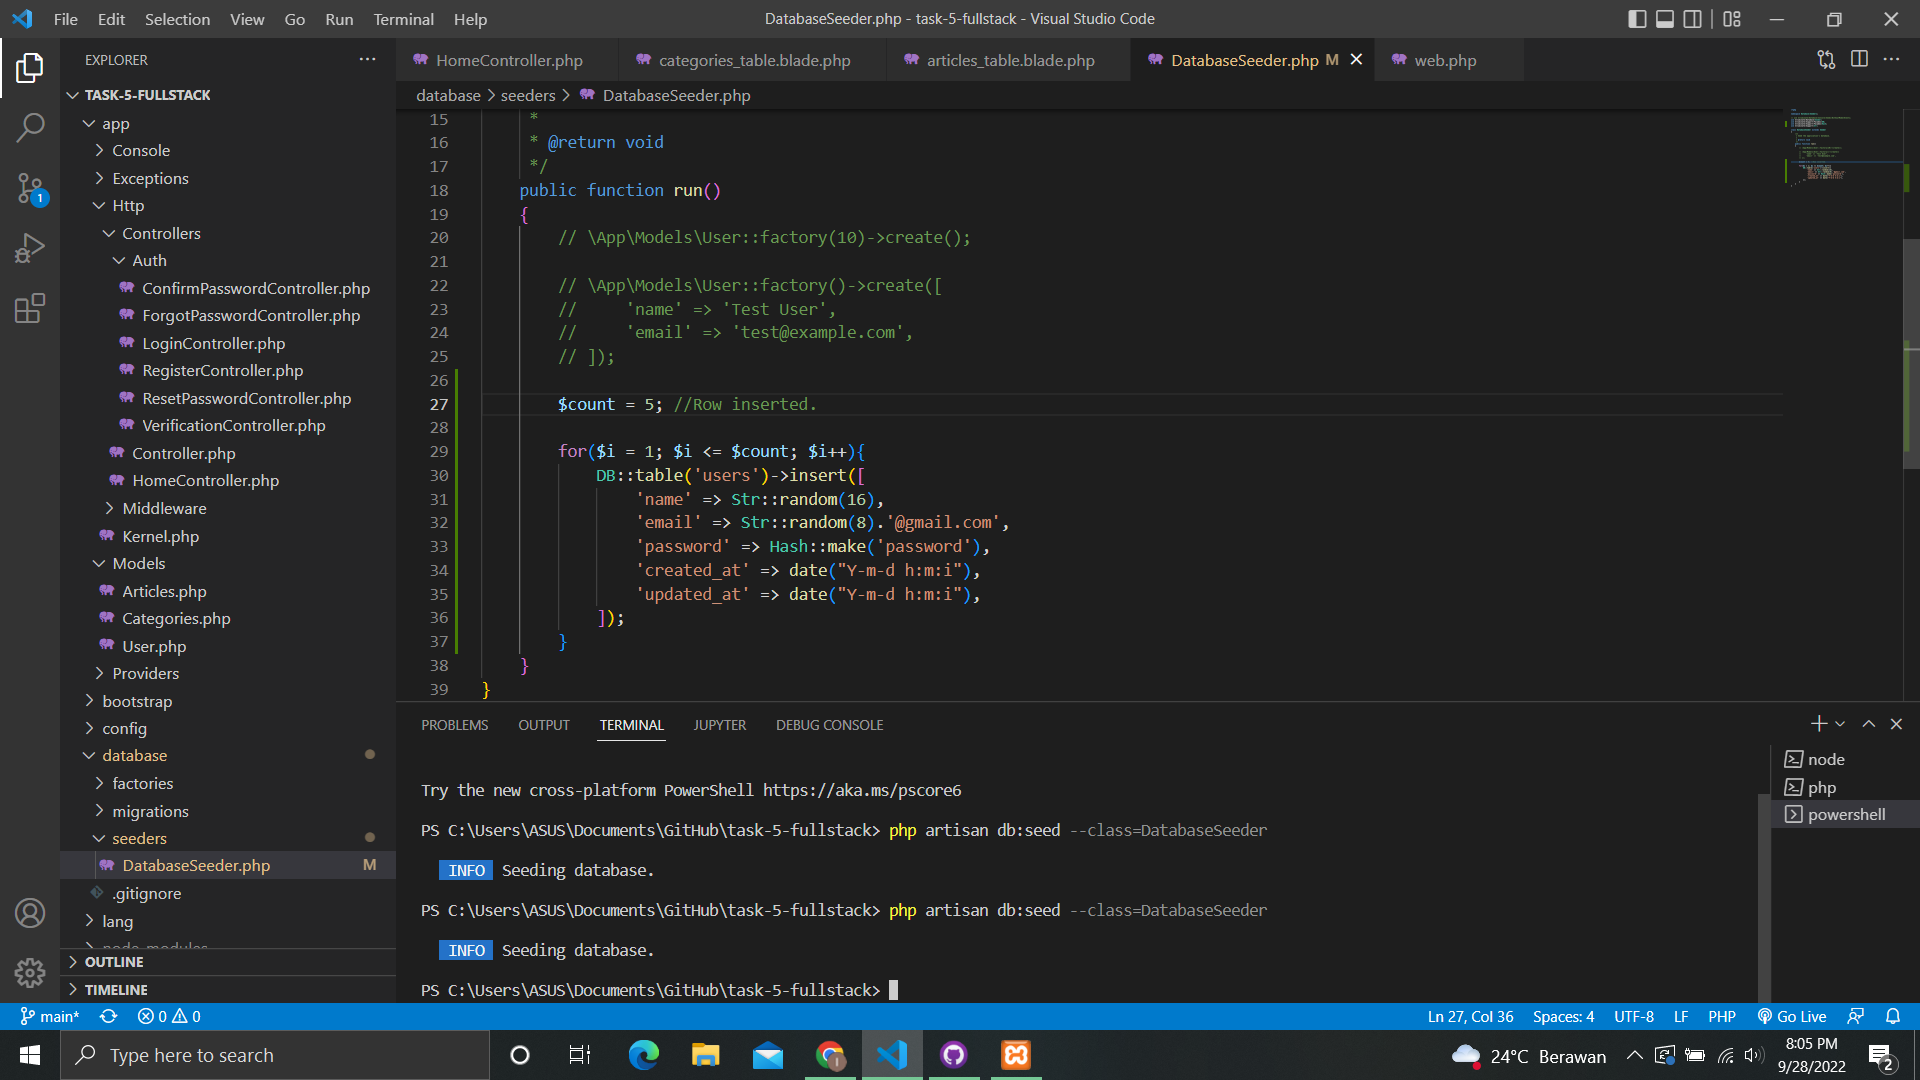 File Edit Selection View Go Run Terminal Help
DatabaseSeeder.php - task-5-fullstack - Visual Studio Code
EXPLORER
TASK-5-FULLSTACK
app
Console
Exceptions
Http
Controllers
Auth
ConfirmPasswordController.php
ForgotPasswordController.php
LoginController.php
RegisterController.php
ResetPasswordController.php
VerificationController.php
Controller.php
HomeController.php
Middleware
Kernel.php
Models
Articles.php
Categories.php
User.php
Providers
bootstrap
config
database
factories
migrations
seeders
DatabaseSeeder.php M
.gitignore
lang
node_modules
OUTLINE
TIMELINE
1
HomeController.php categories_table.blade.php articles_table.blade.php DatabaseSeeder.php M web.php
database > seeders > DatabaseSeeder.php
15 *
16 * @return void
17 */
18 public function run()
19 {
20 // \App\Models\User::factory(10)->create();
21
22 // \App\Models\User::factory()->create([
23 // 'name' => 'Test User',
24 // 'email' => 'test@example.com',
25 // ]);
26
27 $count = 5; //Row inserted.
28
29 for($i = 1; $i <= $count; $i++){
30 DB::table('users')->insert([
31 'name' => Str::random(16),
32 'email' => Str::random(8).'@gmail.com',
33 'password' => Hash::make('password'),
34 'created_at' => date("Y-m-d h:m:i"),
35 'updated_at' => date("Y-m-d h:m:i"),
36 ]);
37 }
38 }
39 }
PROBLEMS OUTPUT TERMINAL JUPYTER DEBUG CONSOLE
Try the new cross-platform PowerShell https://aka.ms/pscore6
PS C:\Users\ASUS\Documents\GitHub\task-5-fullstack> php artisan db:seed --class=DatabaseSeeder
INFO Seeding database.
PS C:\Users\ASUS\Documents\GitHub\task-5-fullstack> php artisan db:seed --class=DatabaseSeeder
INFO Seeding database.
PS C:\Users\ASUS\Documents\GitHub\task-5-fullstack>
node
php
powershell
main* 0 0
Ln 27, Col 36 Spaces: 4 UTF-8 LF PHP Go Live
Type here to search
24°C Berawan
8:05 PM
9/28/2022
2